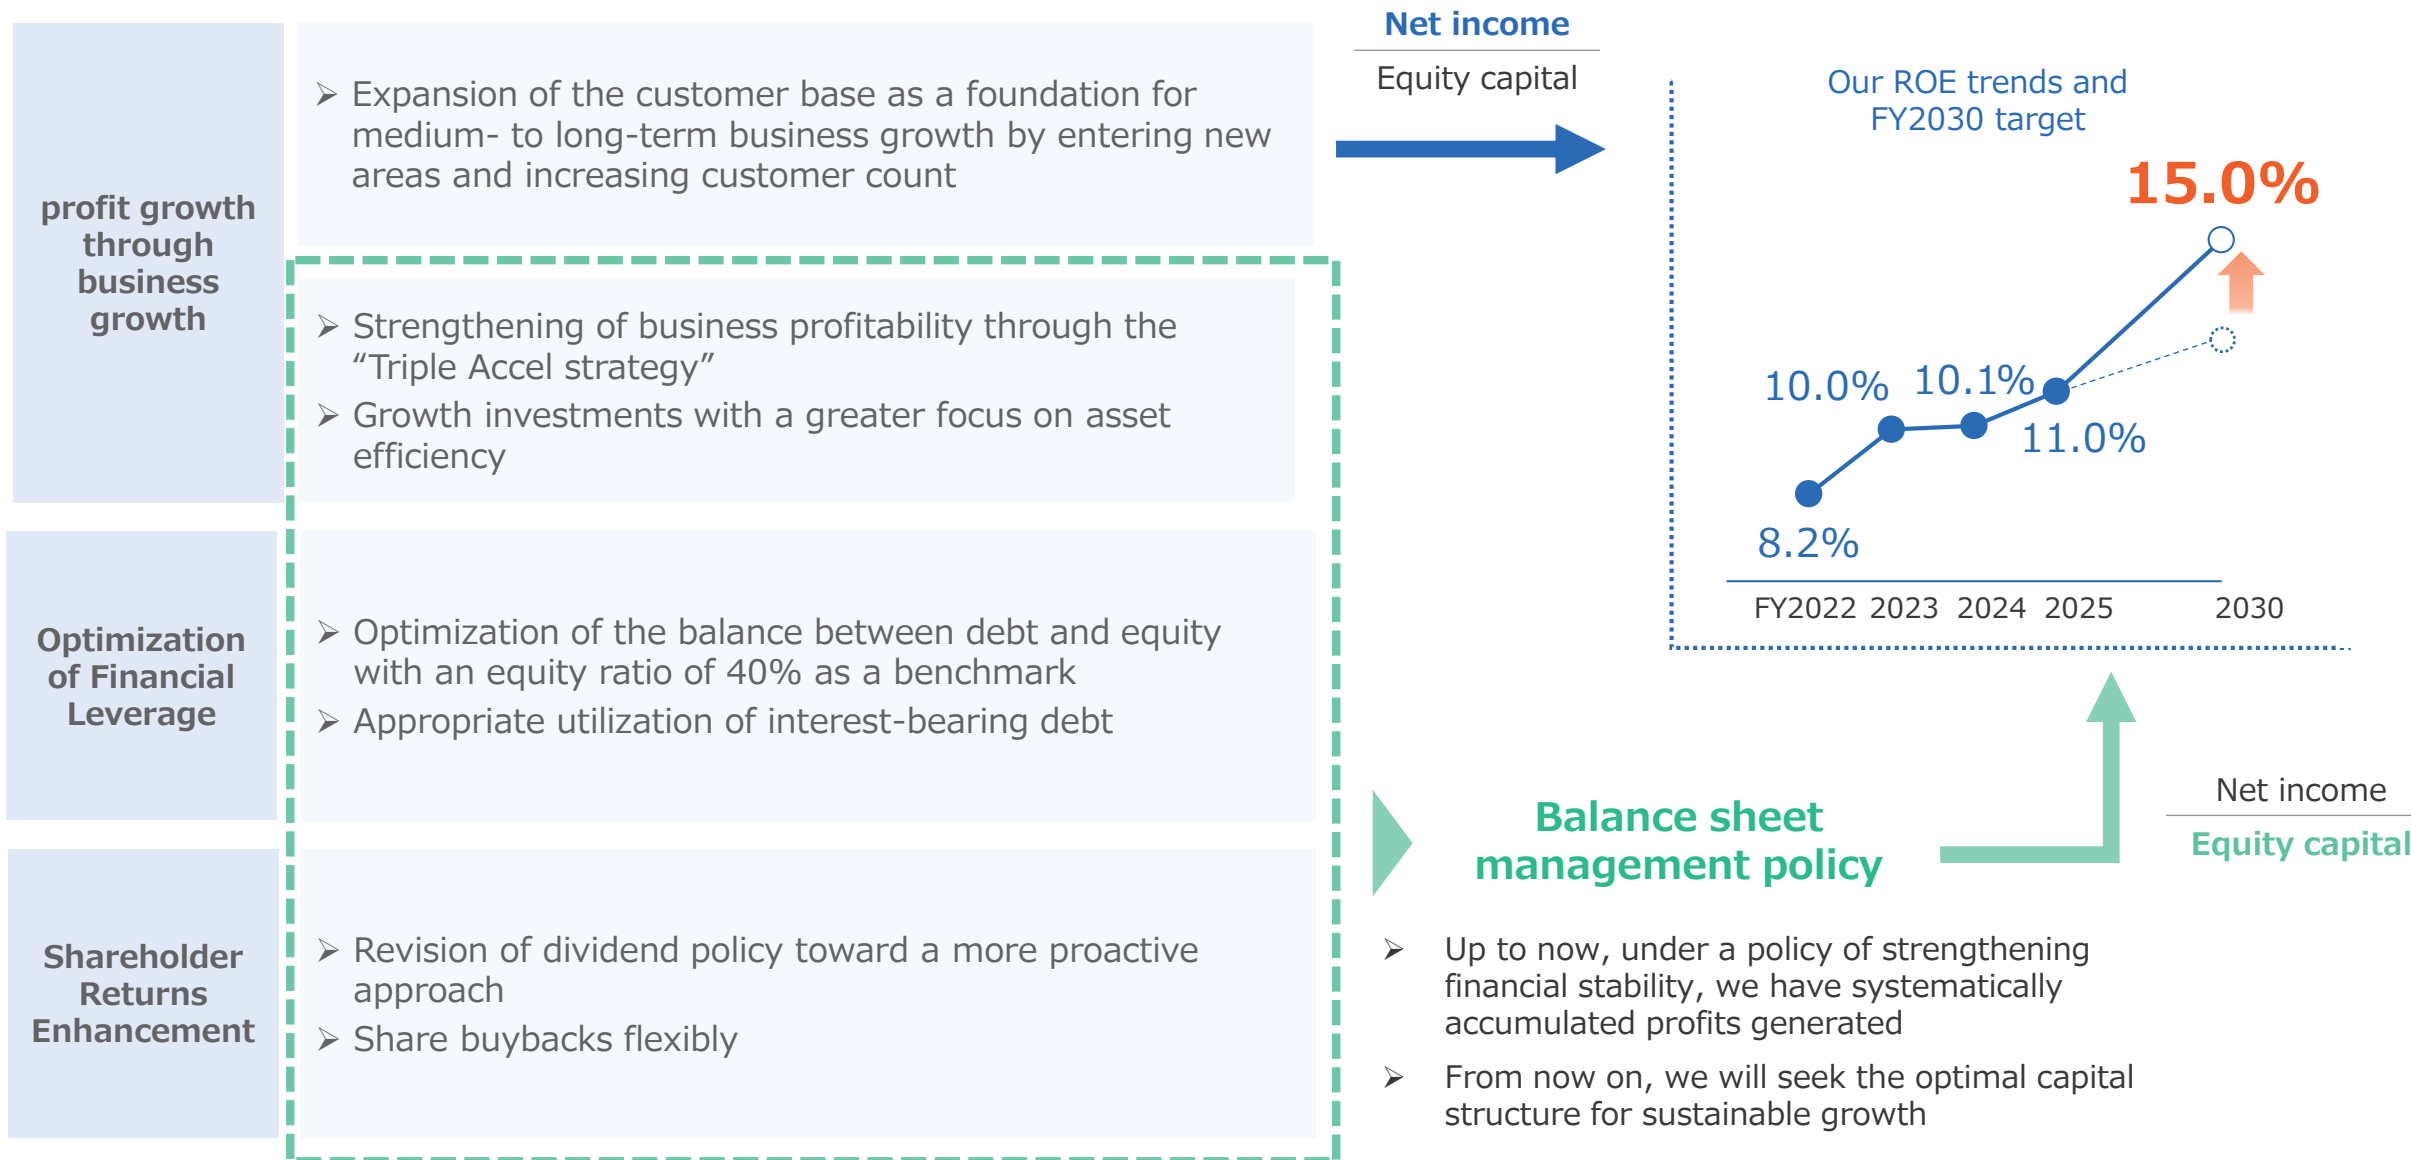 profit growth
through
business
growth
➢ Expansion of the customer base as a foundation for
medium- to long-term business growth by entering new
areas and increasing customer count
➢ Strengthening of business profitability through the
“Triple Accel strategy”
➢ Growth investments with a greater focus on asset
efficiency
Optimization
of Financial
Leverage
➢ Optimization of the balance between debt and equity
with an equity ratio of 40% as a benchmark
➢ Appropriate utilization of interest-bearing debt
Shareholder
Returns
Enhancement
➢ Revision of dividend policy toward a more proactive
approach
➢ Share buybacks flexibly
Net income
Equity capital
Our ROE trends and
FY2030 target
15.0%
10.0%
10.1%
11.0%
8.2%
FY2022 2023 2024 2025 2030
Balance sheet
management policy
Net income
Equity capital
➢ Up to now, under a policy of strengthening
financial stability, we have systematically
accumulated profits generated
➢ From now on, we will seek the optimal capital
structure for sustainable growth